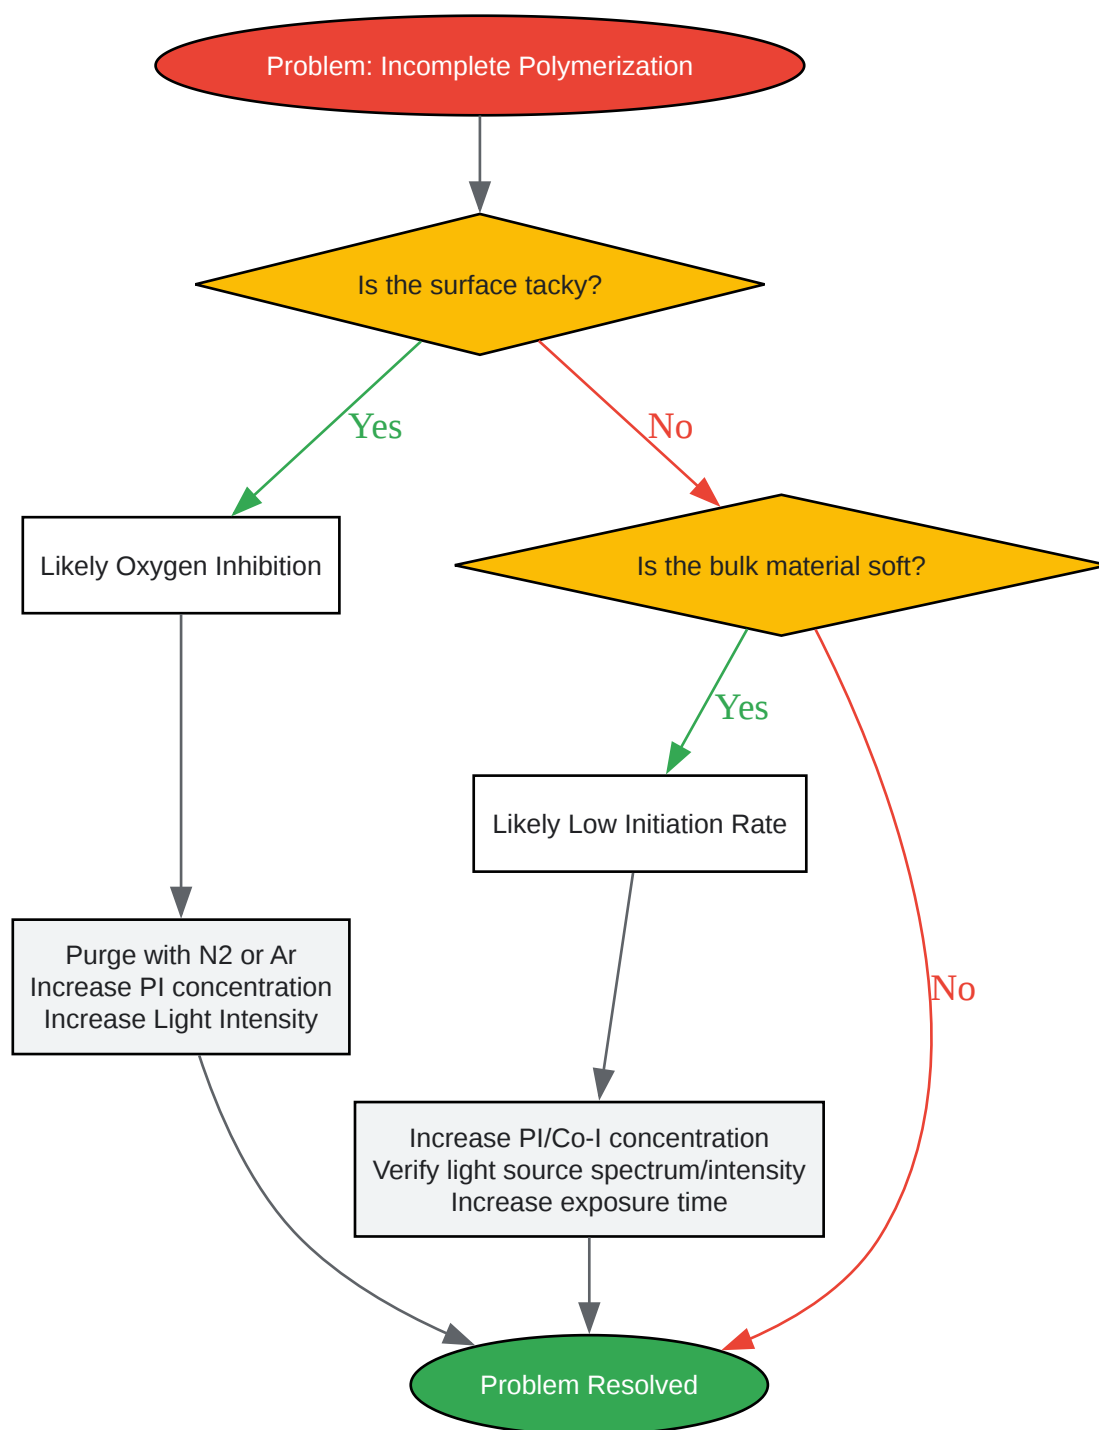 Problem: Incomplete Polymerization
Is the surface tacky?
Yes
No
Likely Oxygen Inhibition
Is the bulk material soft?
Yes
Likely Low Initiation Rate
Purge with N2 or Ar
Increase PI concentration
Increase Light Intensity
No
Increase PI/Co-I concentration
Verify light source spectrum/intensity
Increase exposure time
Problem Resolved